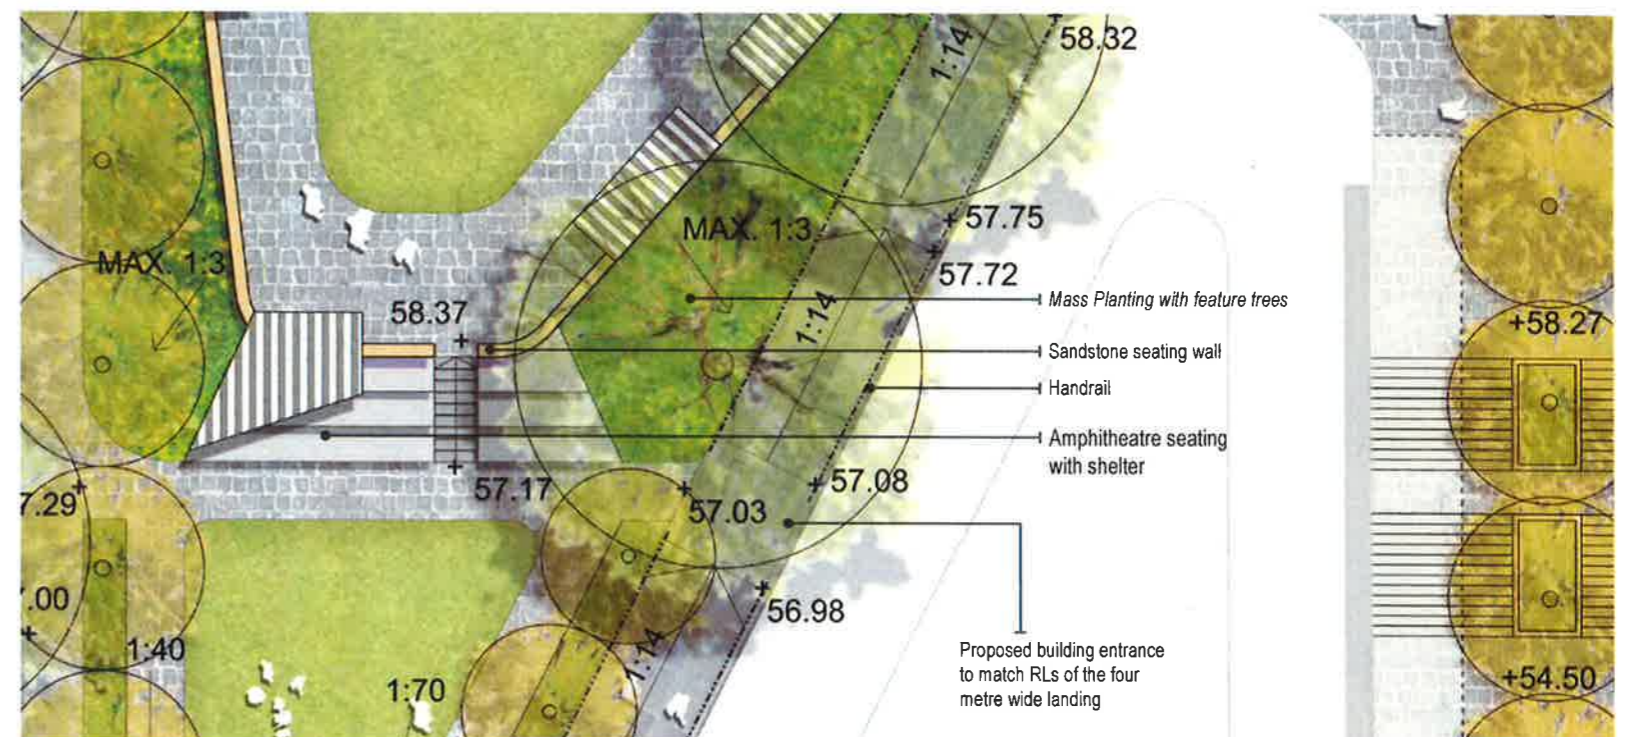 58.32
1:14
57.75
MAX. 1:3
57.72
MAX. 1:3
Mass Planting with feature trees
58.37
1:14
+58.27
Sandstone seating wall
Handrail
Amphitheatre seating
with shelter
57.17
57.08
7.29
57.03
.00
56.98
1:40
1:14
Proposed building entrance
to match RLs of the four
metre wide landing
1:70
+54.50